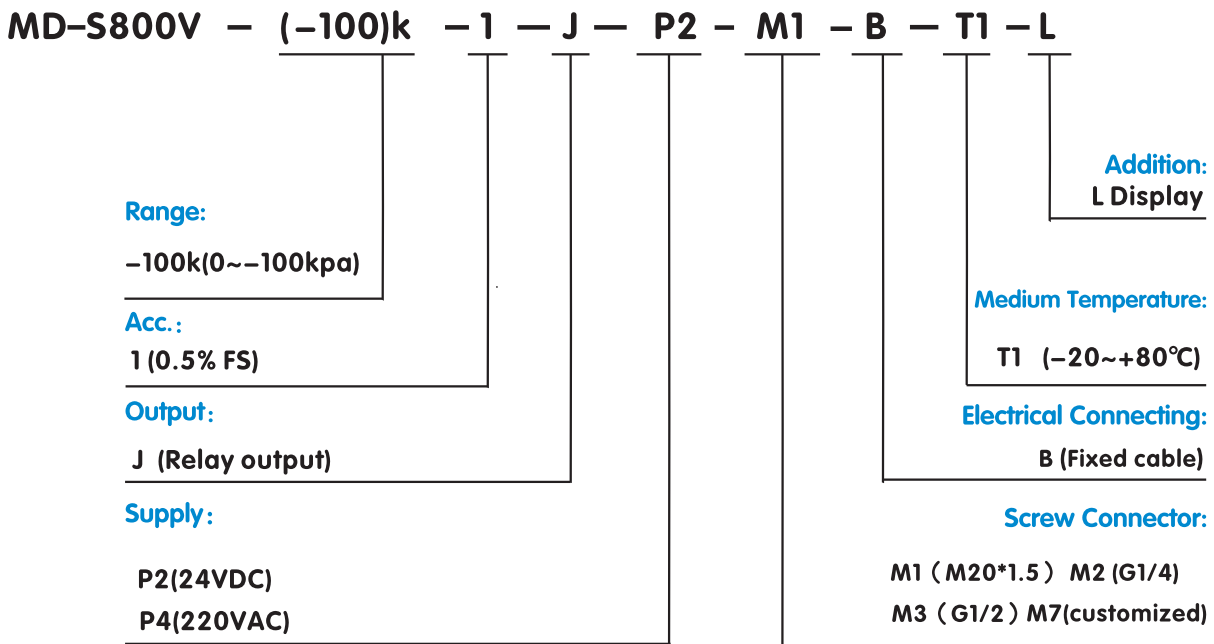 MD–S800V – (–100)k –1 – J – P2 – M1 – B – T1 – L
Range:
–100k(0~–100kpa)
Acc.:
1 (0.5% FS)
Output:
J (Relay output)
Supply:
P2(24VDC)
P4(220VAC)
Addition:
L Display
Medium Temperature:
T1 (–20~+80℃)
Electrical Connecting:
B (Fixed cable)
Screw Connector:
M1（M20*1.5） M2 (G1/4)
M3（G1/2）M7(customized)